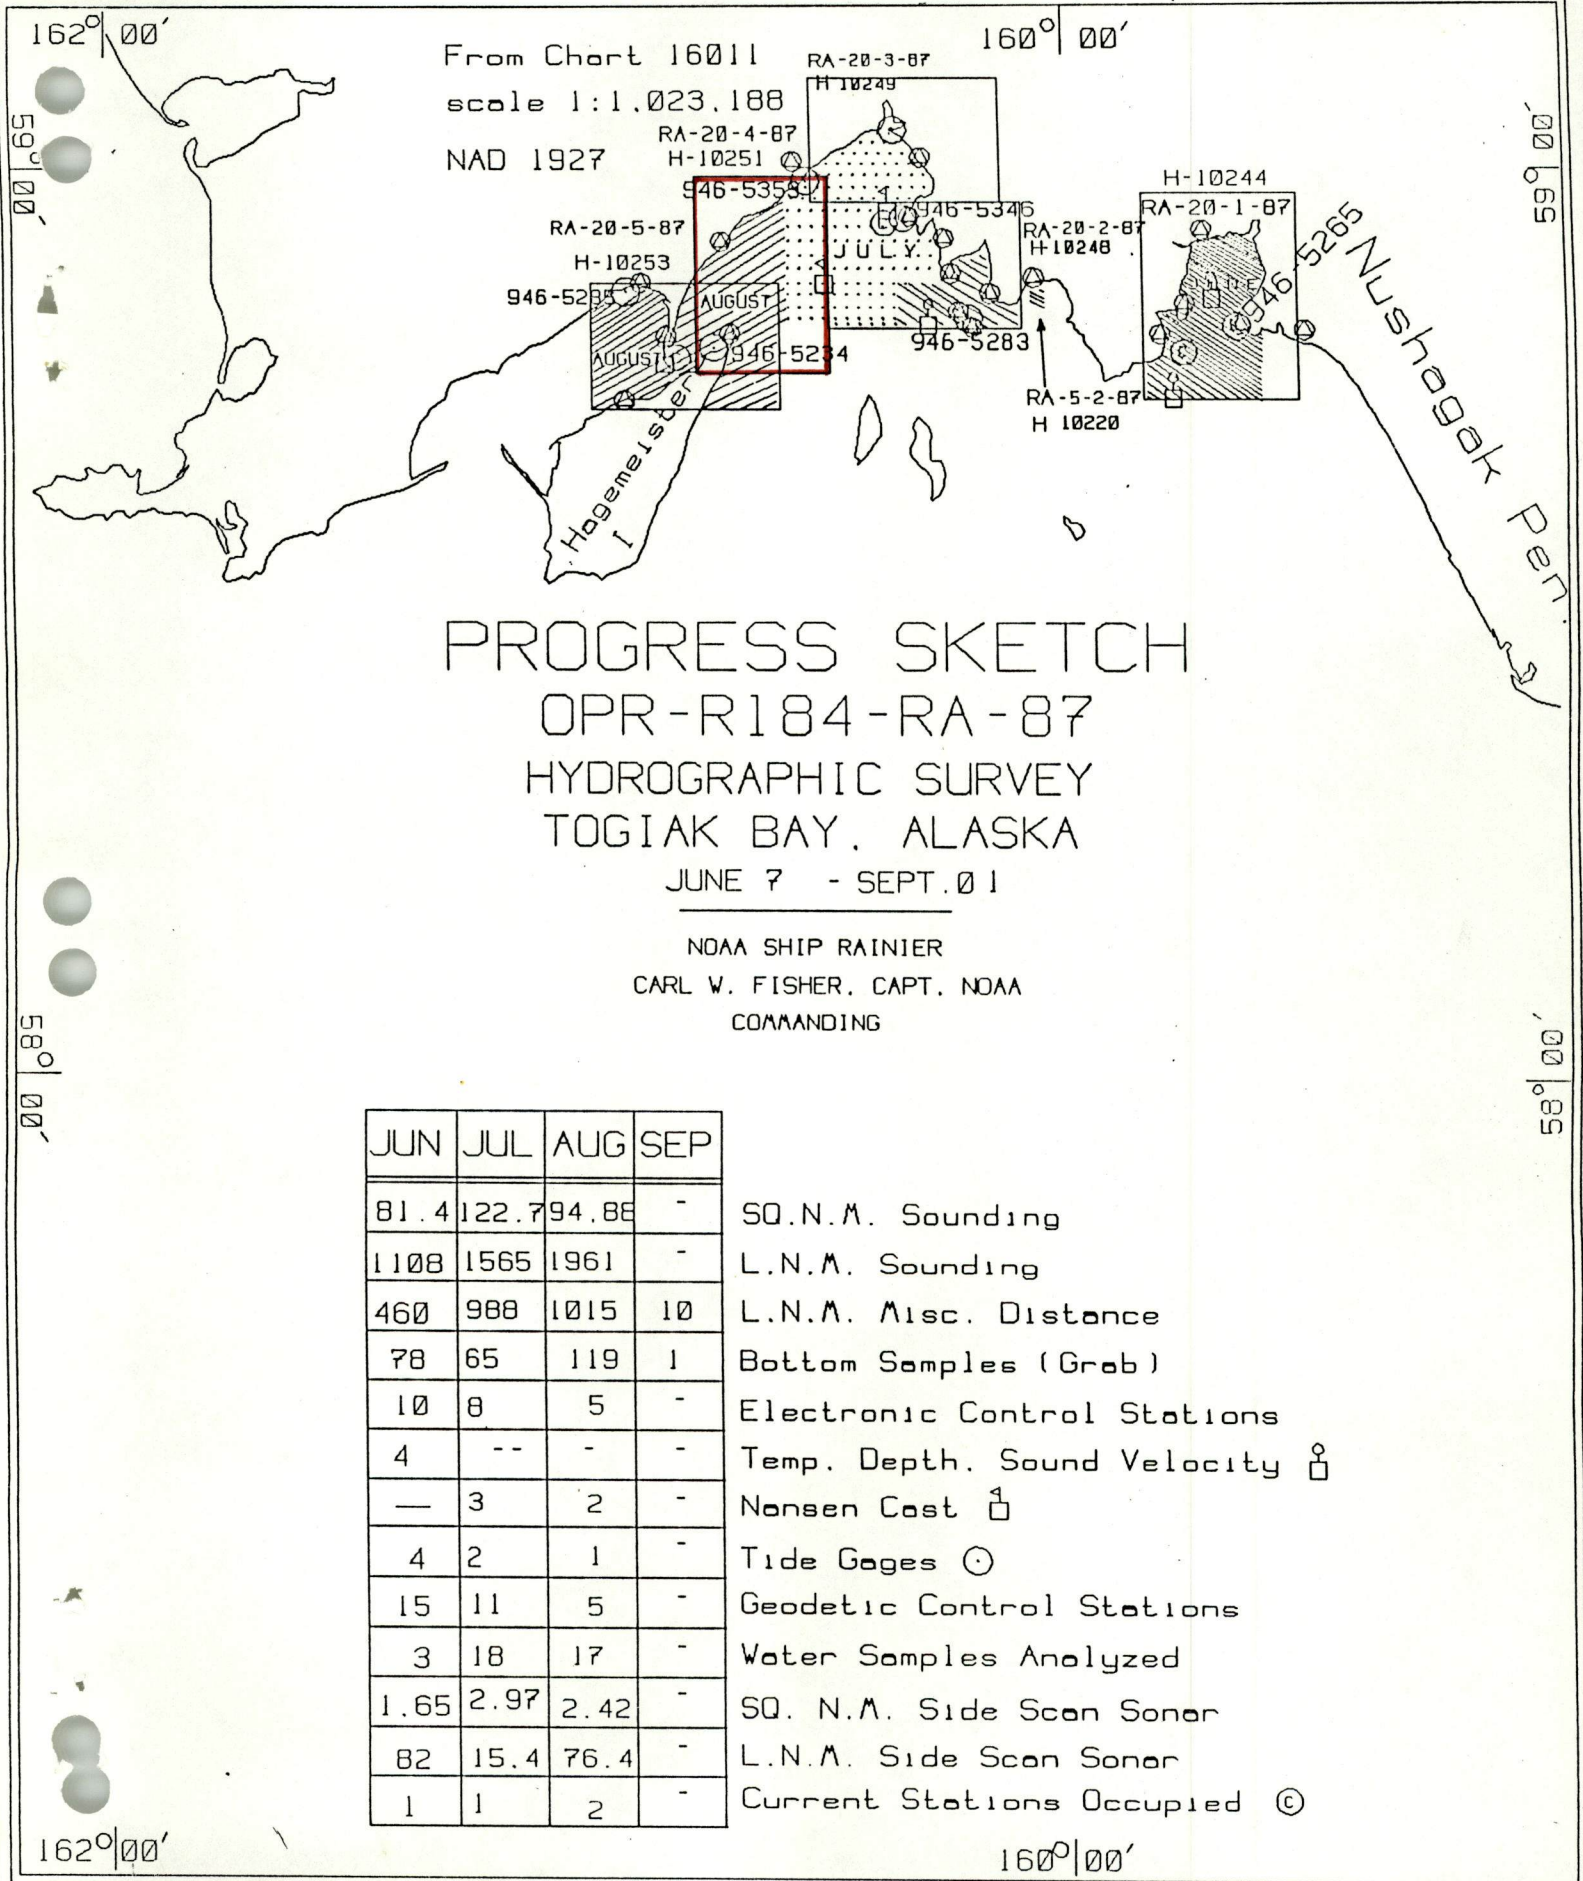 162° 00'
160° 00'
From Chart 16011
scale 1:1,023,188
NAD 1927
59° 00'
59° 00'
RA-20-3-87
H 10249
RA-20-4-87
H-10251
946-5353
RA-20-5-87
H-10253
946-5285
AUGUST
AUGUST
946-5234
JULY
946-5346
RA-20-2-87
H 10248
946-5283
RA-5-2-87
H 10220
H-10244
RA-20-1-87
JUNE
946-5265
Nushagak Pen
Hagemeister
I
PROGRESS SKETCH
OPR-R184-RA-87
HYDROGRAPHIC SURVEY
TOGIAK BAY, ALASKA
JUNE 7 - SEPT.01
NOAA SHIP RAINIER
CARL W. FISHER, CAPT. NOAA
COMMANDING
58° 00'
58° 00'
JUN JUL AUG SEP
81.4 122.7 94.88 - SQ.N.M. Sounding
1108 1565 1961 - L.N.M. Sounding
460 988 1015 10 L.N.M. Misc. Distance
78 65 119 1 Bottom Samples (Grab)
10 8 5 - Electronic Control Stations
4 -- - - Temp. Depth. Sound Velocity
— 3 2 - Nansen Cast
4 2 1 - Tide Gages
15 11 5 - Geodetic Control Stations
3 18 17 - Water Samples Analyzed
1.65 2.97 2.42 - SQ. N.M. Side Scan Sonar
82 15.4 76.4 - L.N.M. Side Scan Sonar
1 1 2 - Current Stations Occupied C
162° 00'
160° 00'